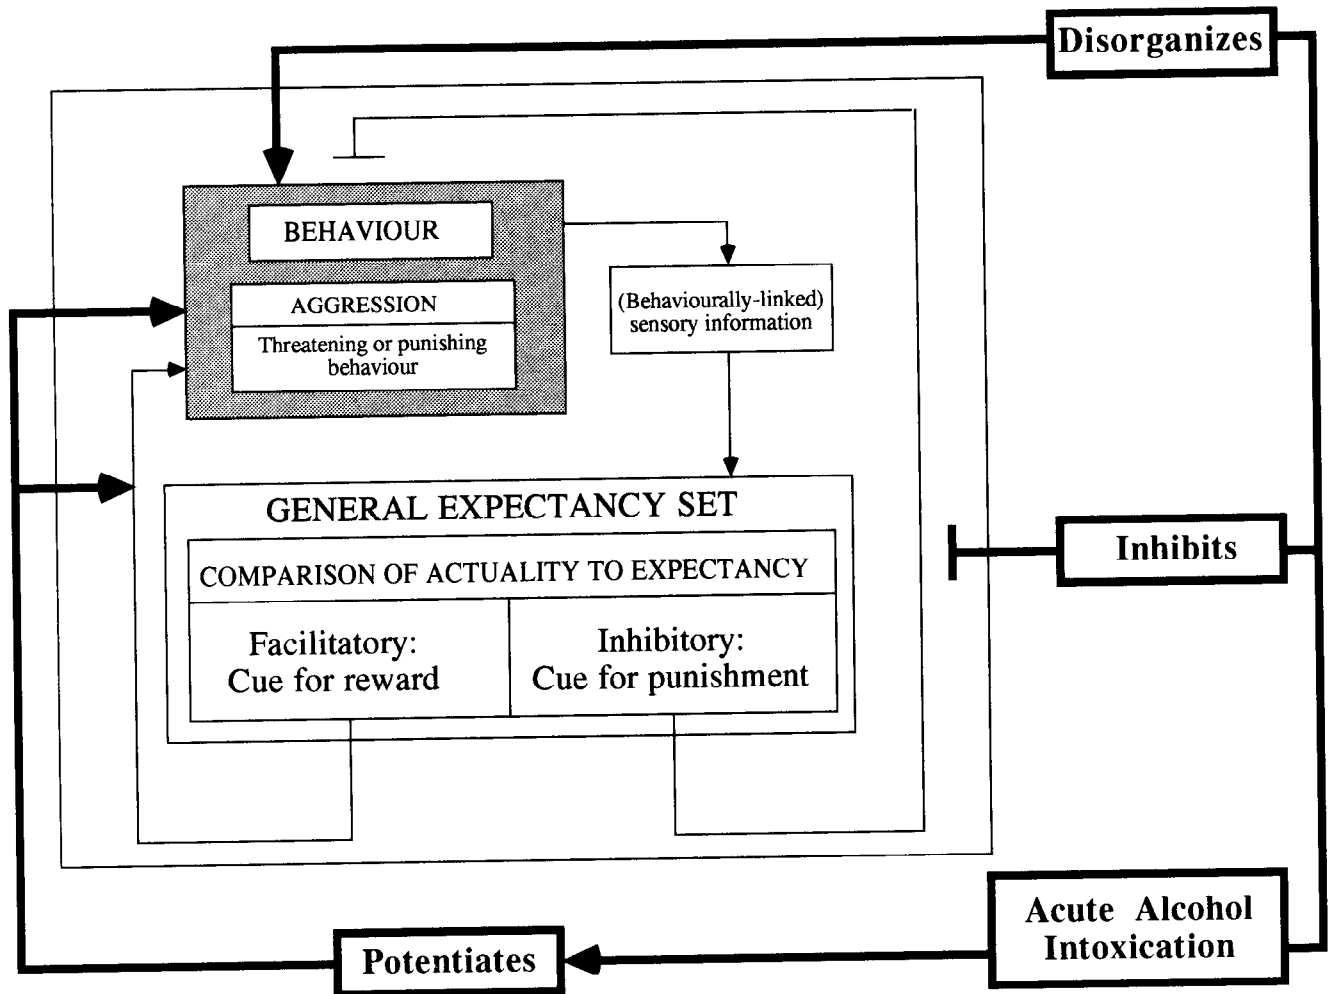 Disorganizes
BEHAVIOUR
AGGRESSION
Threatening or punishing
behaviour
(Behaviourally-linked)
sensory information
GENERAL EXPECTANCY SET
COMPARISON OF ACTUALITY TO EXPECTANCY
Facilitatory:
Cue for reward
Inhibitory:
Cue for punishment
Inhibits
Acute Alcohol
Intoxication
Potentiates